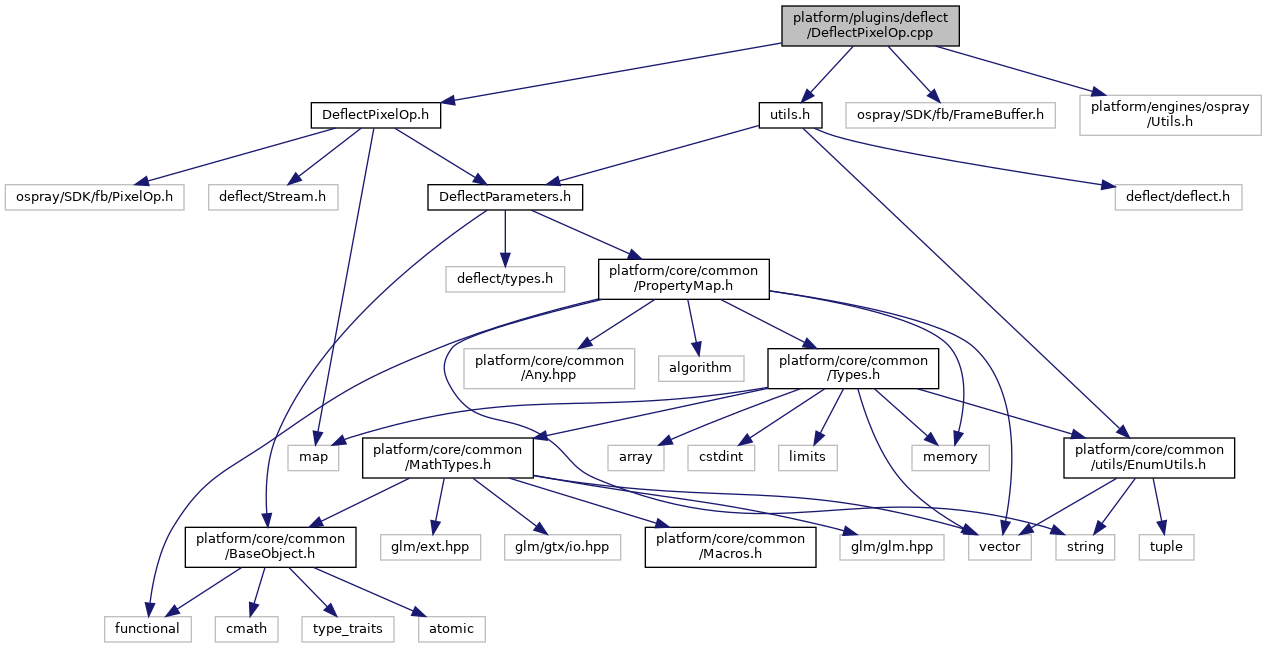 platform/plugins/deflect
/DeflectPixelOp.cpp
DeflectPixelOp.h
utils.h
ospray/SDK/fb/FrameBuffer.h
platform/engines/ospray
/Utils.h
ospray/SDK/fb/PixelOp.h
deflect/Stream.h
DeflectParameters.h
deflect/deflect.h
deflect/types.h
platform/core/common
/PropertyMap.h
platform/core/common
/Any.hpp
algorithm
platform/core/common
/Types.h
map
platform/core/common
/MathTypes.h
array
cstdint
limits
memory
platform/core/common
/utils/EnumUtils.h
platform/core/common
/BaseObject.h
glm/ext.hpp
glm/gtx/io.hpp
platform/core/common
/Macros.h
glm/glm.hpp
vector
string
tuple
functional
cmath
type_traits
atomic